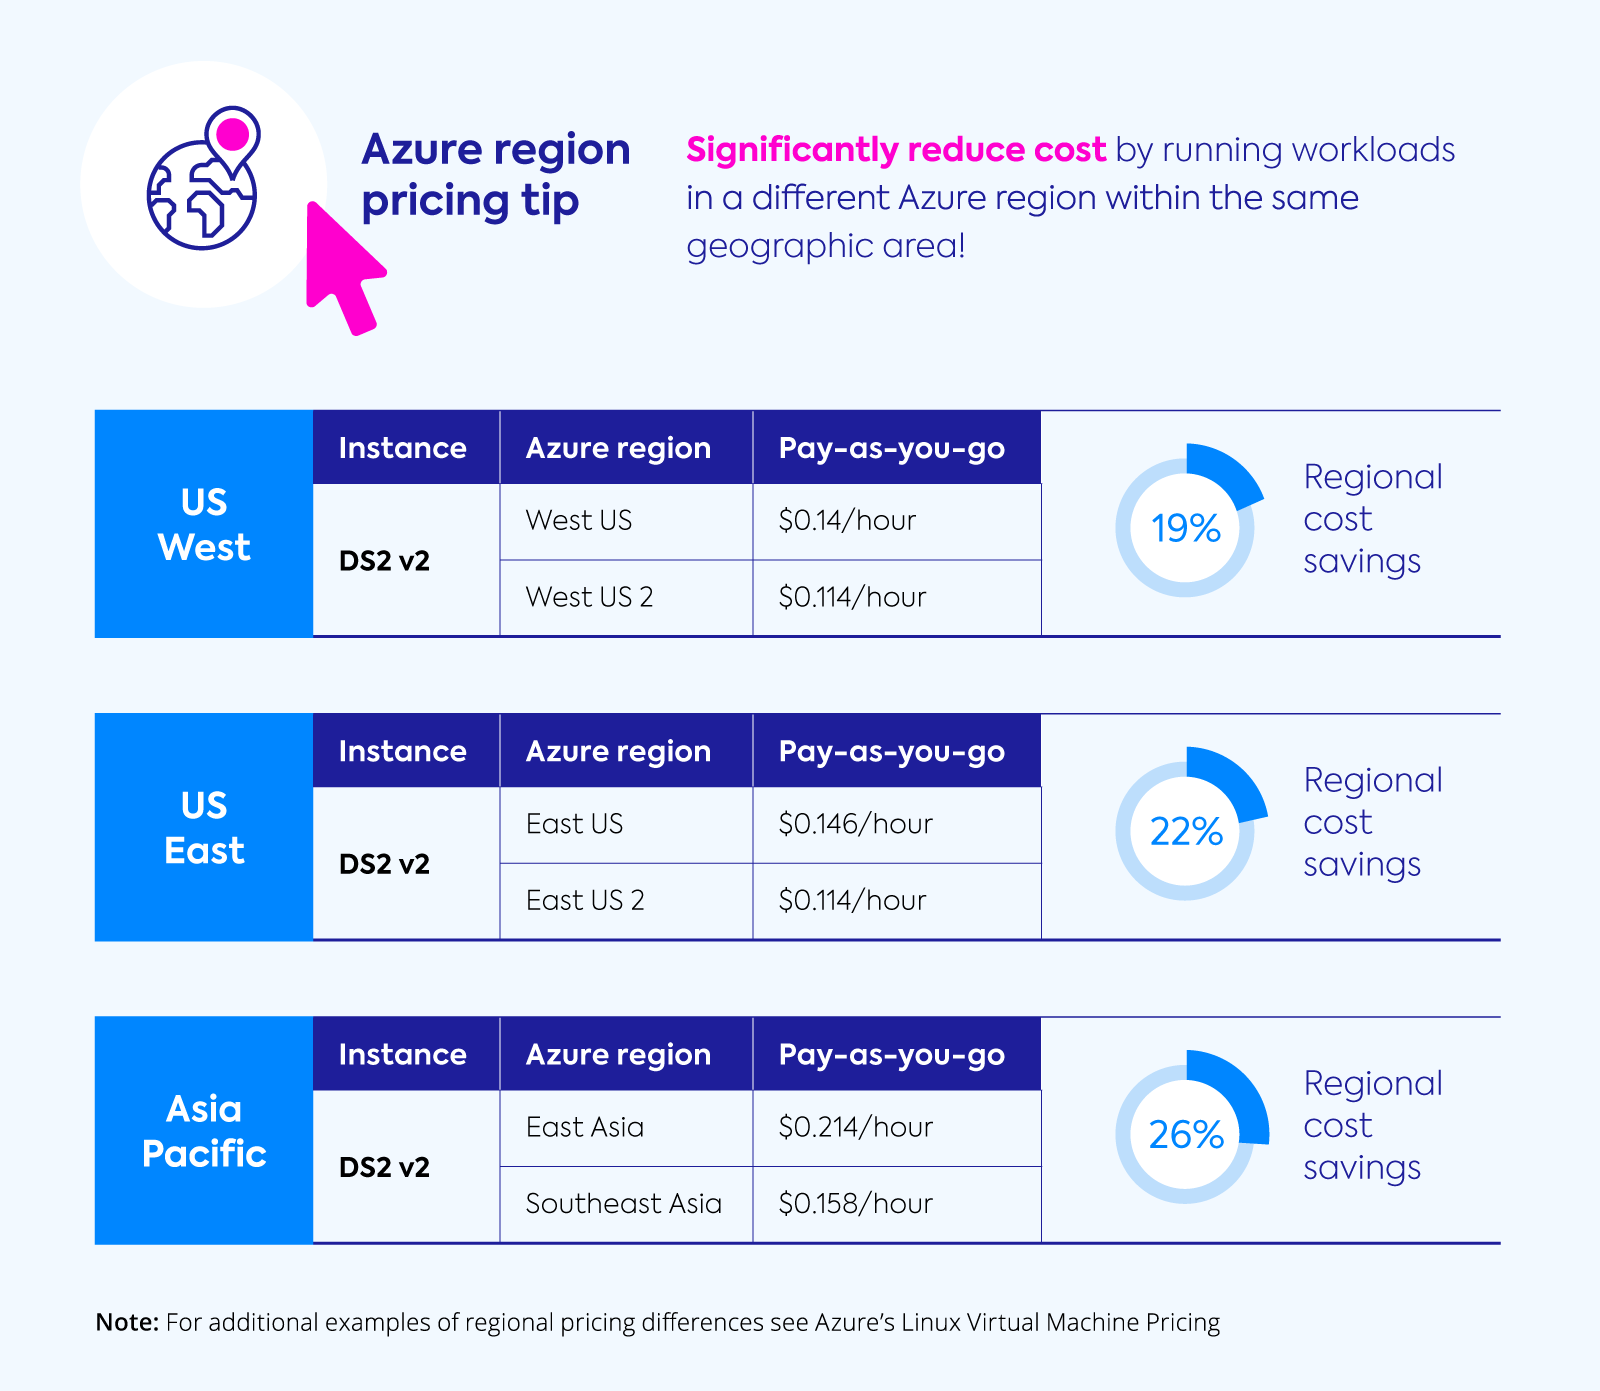 Azure region
pricing tip
Significantly reduce cost by running workloads
in a different Azure region within the same
geographic area!
US
West
Instance Azure region Pay-as-you-go
DS2 v2
West US $0.14/hour
West US 2 $0.114/hour
19%
Regional
cost
savings
US
East
Instance Azure region Pay-as-you-go
DS2 v2
East US $0.146/hour
East US 2 $0.114/hour
22%
Regional
cost
savings
Asia
Pacific
Instance Azure region Pay-as-you-go
DS2 v2
East Asia $0.214/hour
Southeast Asia $0.158/hour
26%
Regional
cost
savings
Note: For additional examples of regional pricing differences see Azure’s Linux Virtual Machine Pricing